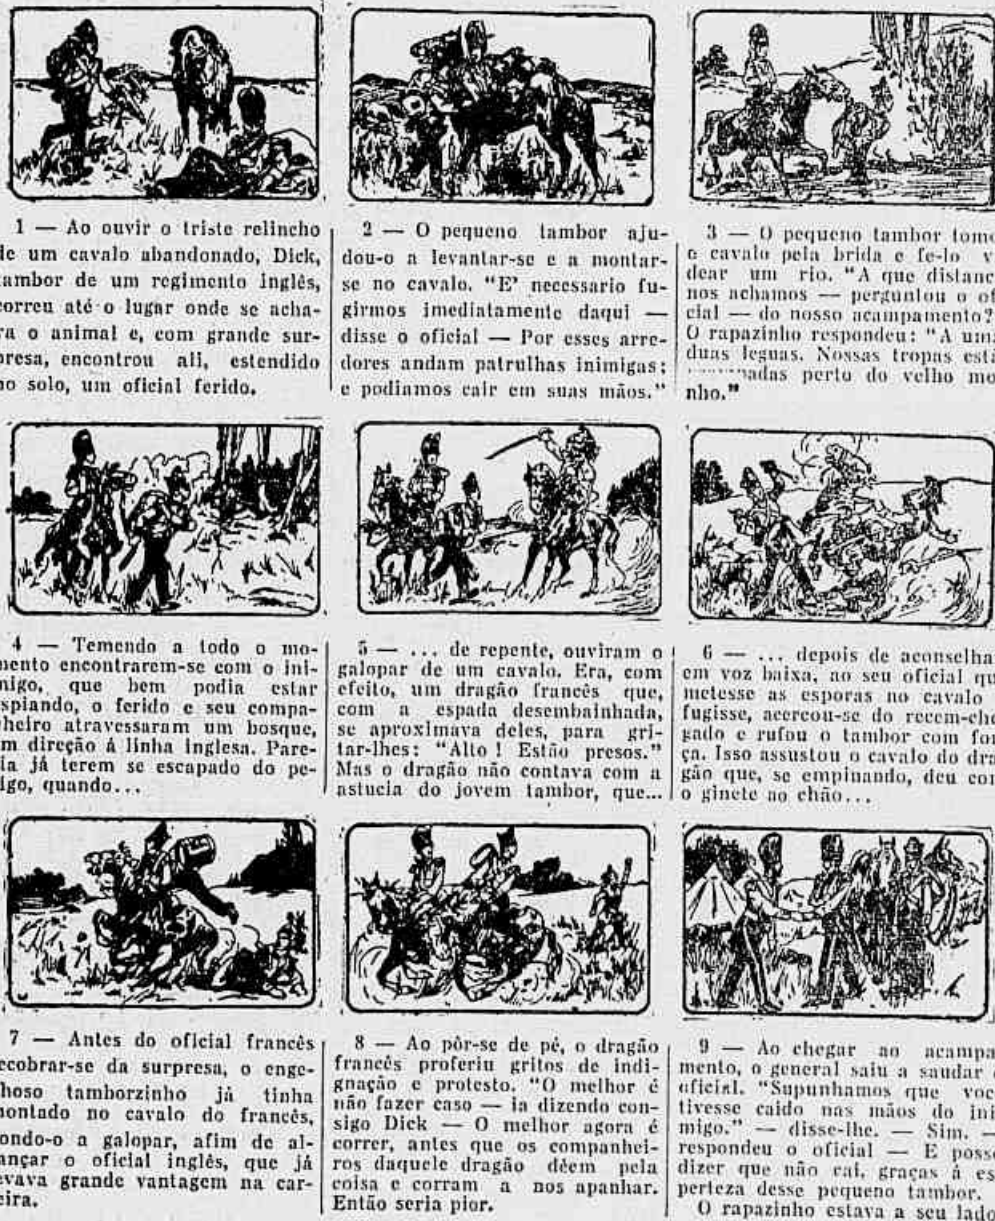 1 — Ao ouvir o triste relincho
de um cavalo abandonado, Dick,
tambor de um regimento inglês,
correu até o lugar onde se acha-
va o animal e, com grande sur-
presa, encontrou ali, estendido
no solo, um oficial ferido.
2 — O pequeno tambor aju-
dou-o a levantar-se e a montar-
se no cavalo. "E' necessario fu-
girmos imediatamente daqui —
disse o oficial — Por esses arre-
dores andam patrulhas inimigas;
e podiamos cair em suas mãos."
3 — O pequeno tambor tomo
o cavalo pela brida e fe-lo v
dear um rio. "A que distanc
nos achamos — perguntou o of
cial — do nosso acampamento?
O rapazinho respondeu: "A um
duas leguas. Nossas tropas está
perto do velho mo
nho."
4 — Temendo a todo o mo-
mento encontrarem-se com o ini-
migo, que bem podia estar
espiando, o ferido e seu compa-
nheiro atravessaram um bosque,
em direção á linha inglesa. Pare-
cia já terem se escapado do pe-
rigo, quando...
5 — ... de repente, ouviram o
galopar de um cavalo. Era, com
efeito, um dragão francês que,
com a espada desembainhada,
se aproximava deles, para gri-
tar-lhes: "Alto! Estão presos."
Mas o dragão não contava com a
astucia do jovem tambor, que...
6 — ... depois de aconselha
em voz baixa, ao seu oficial qu
metesse as esporas no cavalo
fugisse, acercou-se do recem-che
gado e rufou o tambor com for
ça. Isso assustou o cavalo do dra
gão que, se empinando, deu com
o ginete ao chão...
7 — Antes do oficial francês
recobrar-se da surpresa, o enge-
nhoso tamborzinho já tinha
montado no cavalo do francês,
pondo-o a galopar, afim de al-
cançar o oficial inglês, que já
levava grande vantagem na car-
reira.
8 — Ao pôr-se de pé, o dragão
francês proferiu gritos de indi-
gnação e protesto. "O melhor é
não fazer caso — ia dizendo con-
sigo Dick — O melhor agora é
correr, antes que os companhei-
ros daquele dragão dêem pela
coisa e corram a nos apanhar.
Então seria pior.
9 — Ao chegar ao acampa
mento, o general saiu a saudar o
oficial. "Supunhamos que voc
tivesse caido nas mãos do ini
migo." — disse-lhe. — Sim. —
respondeu o oficial — E posso
dizer que não cai, graças á es
perteza desse pequeno tambor.
O rapazinho estava a seu lado